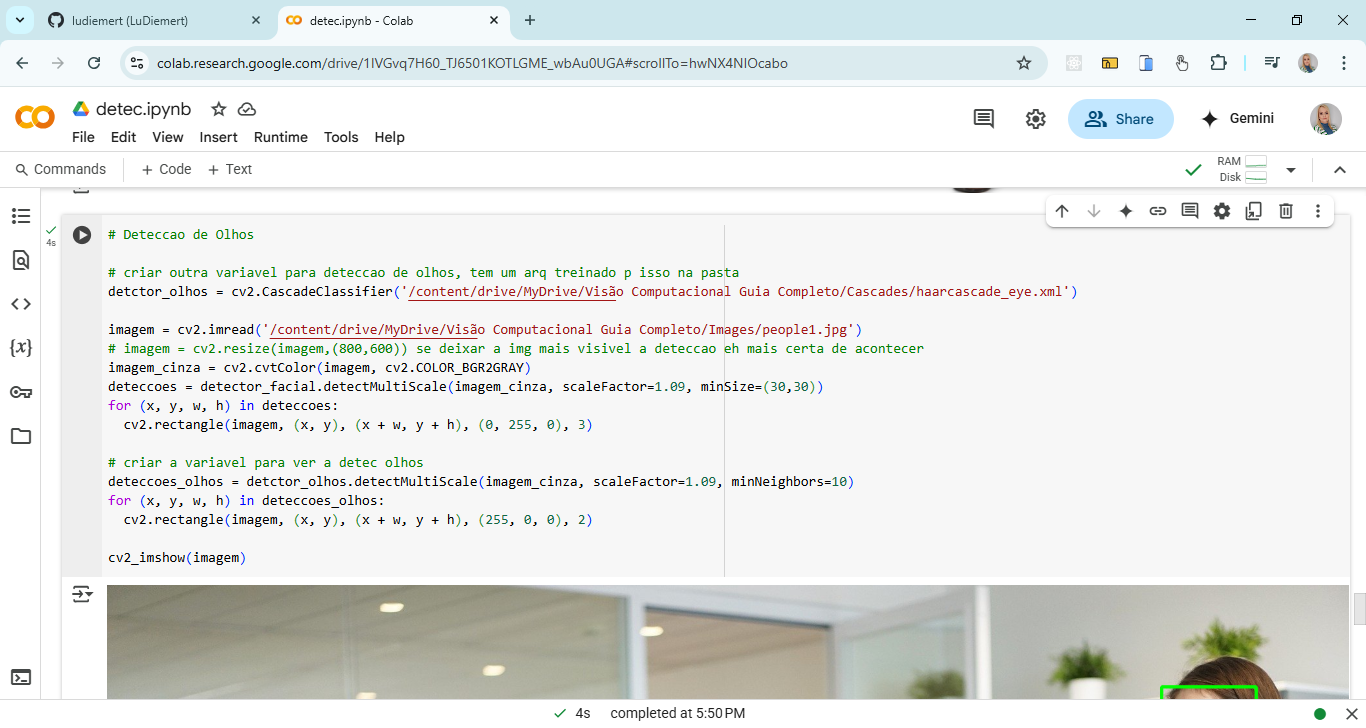 ludiemert (LuDiemert)
detec.ipynb - Colab
colab.research.google.com/drive/1IVGvq7H60_TJ6501KOTLGME_wbAu0UGA#scrollTo=hwNX4NIOcabo
detec.ipynb
File Edit View Insert Runtime Tools Help
Share
Gemini
Commands + Code + Text
RAM
Disk
4s
# Deteccao de Olhos
# criar outra variavel para deteccao de olhos, tem um arq treinado p isso na pasta
detctor_olhos = cv2.CascadeClassifier('/content/drive/MyDrive/Visão Computacional Guia Completo/Cascades/haarcascade_eye.xml')
imagem = cv2.imread('/content/drive/MyDrive/Visão Computacional Guia Completo/Images/people1.jpg')
# imagem = cv2.resize(imagem,(800,600)) se deixar a img mais visivel a deteccao eh mais certa de acontecer
imagem_cinza = cv2.cvtColor(imagem, cv2.COLOR_BGR2GRAY)
deteccoes = detector_facial.detectMultiScale(imagem_cinza, scaleFactor=1.09, minSize=(30,30))
for (x, y, w, h) in deteccoes:
  cv2.rectangle(imagem, (x, y), (x + w, y + h), (0, 255, 0), 3)
# criar a variavel para ver a detec olhos
deteccoes_olhos = detctor_olhos.detectMultiScale(imagem_cinza, scaleFactor=1.09, minNeighbors=10)
for (x, y, w, h) in deteccoes_olhos:
  cv2.rectangle(imagem, (x, y), (x + w, y + h), (255, 0, 0), 2)
cv2_imshow(imagem)
4s completed at 5:50 PM